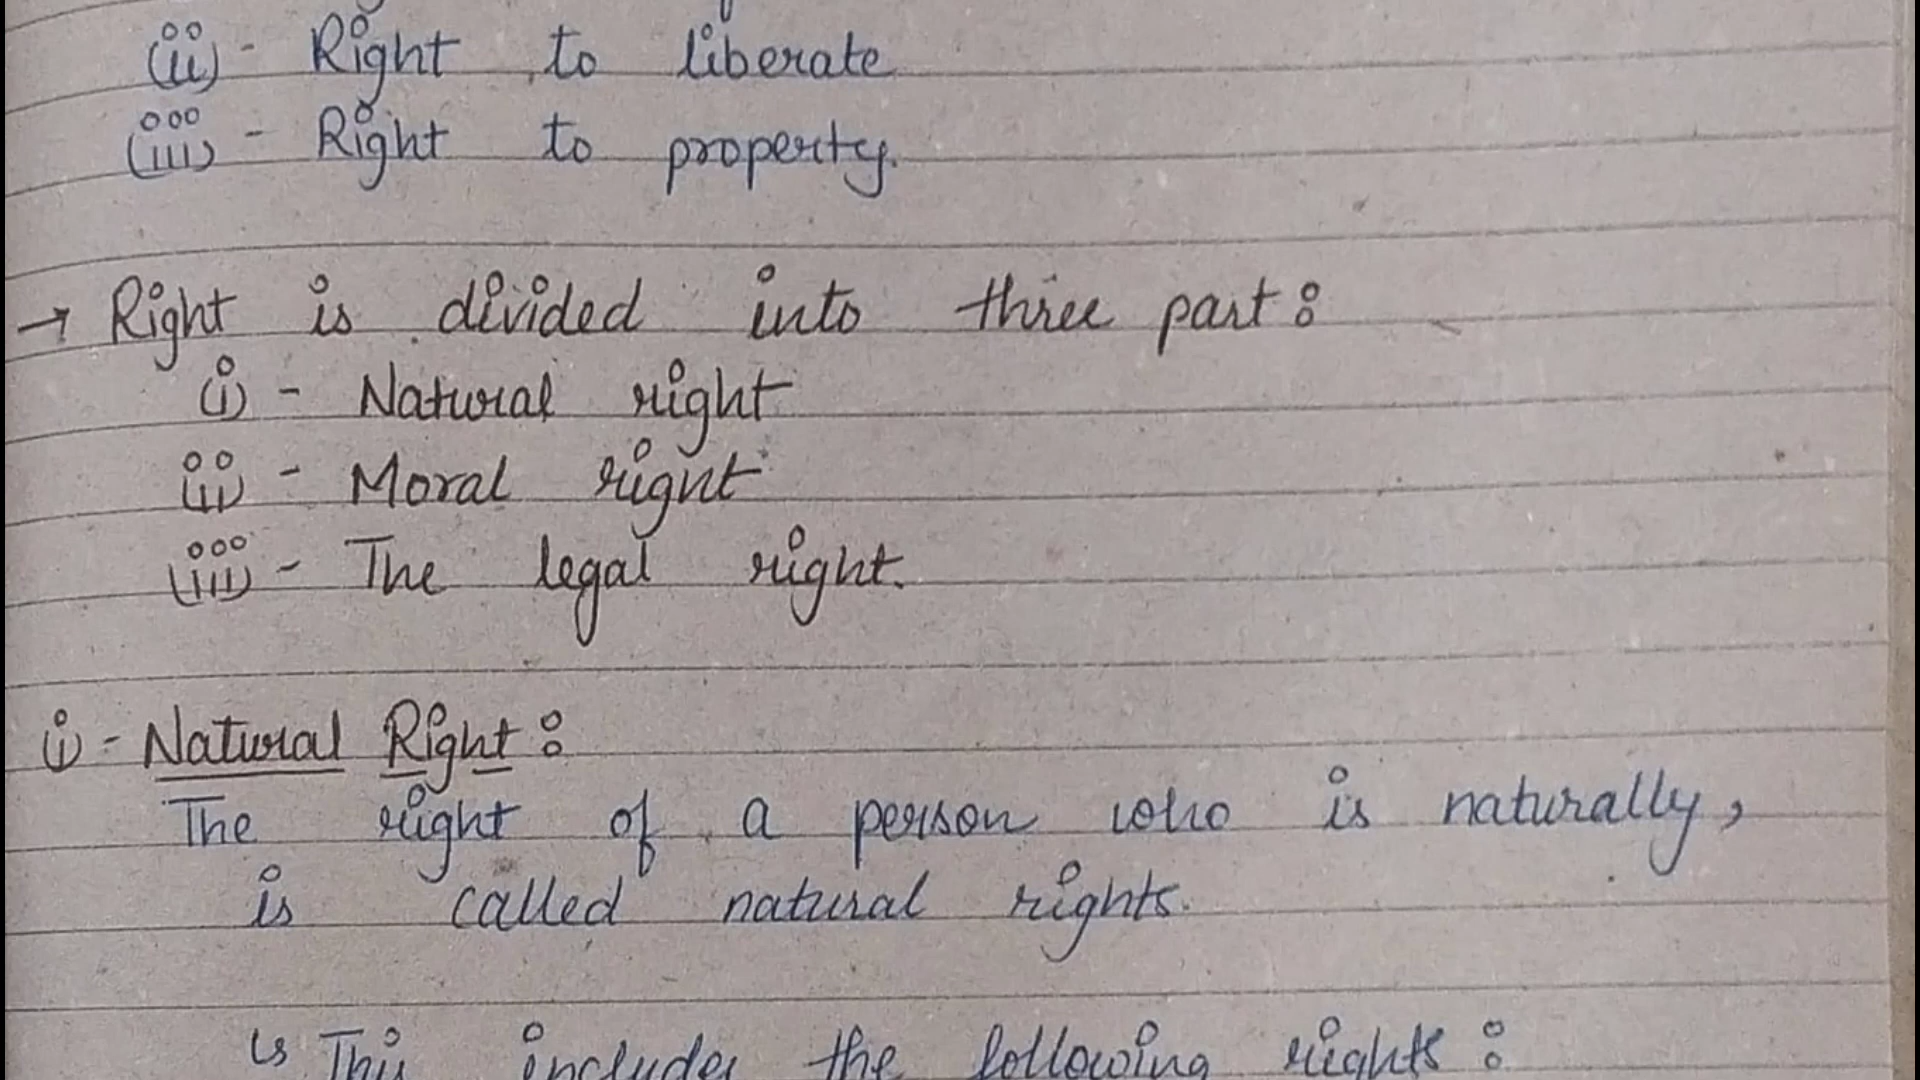 (ii) - Right to liberate
(iii) - Right to property.
→ Right is divided into three part:
(i) - Natural right
(ii) - Moral right
(iii) - The legal right.
(i) - Natural Right:
The right of a person who is naturally,
is called natural rights.
↳ This includes the following rights: